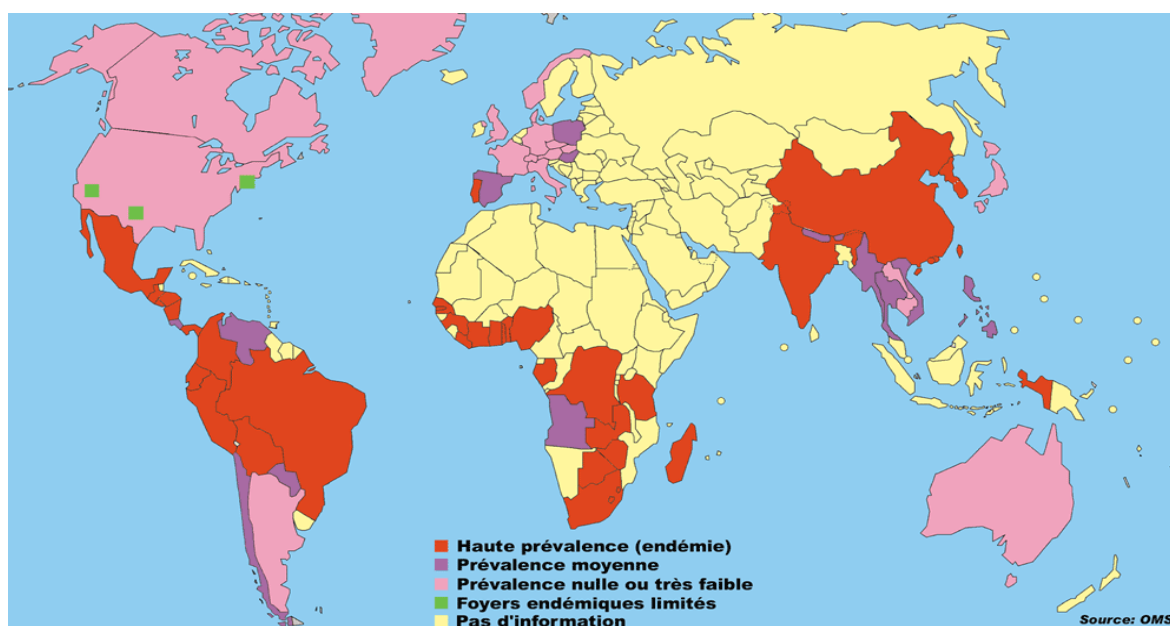 Haute prévalence (endémie)
Prévalence moyenne
Prévalence nulle ou très faible
Foyers endémiques limités
Pas d'information
Source: OMS